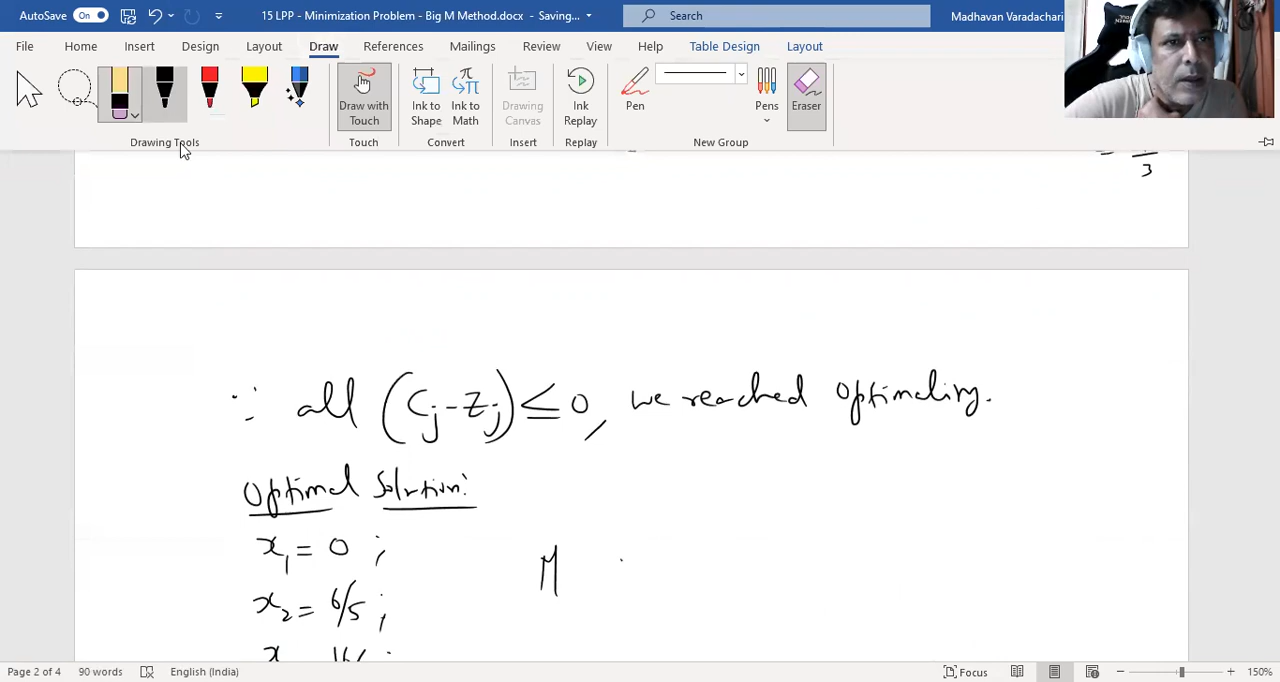 AutoSave On 15 LPP - Minimization Problem - Big M Method.docx - Saving... Search Madhavan Varadachari
File Home Insert Design Layout Draw References Mailings Review View Help Table Design Layout
Draw with Touch Ink to Shape Ink to Math Drawing Canvas Ink Replay Pen Pens Eraser
Drawing Tools Touch Convert Insert Replay New Group
= 3
∵ all (Cj - Zj) ≤ 0, we reached optimality.
Optimal Solution:
x1 = 0 ;
M
x2 = 6/5 ;
Page 2 of 4 90 words English (India) Focus 150%